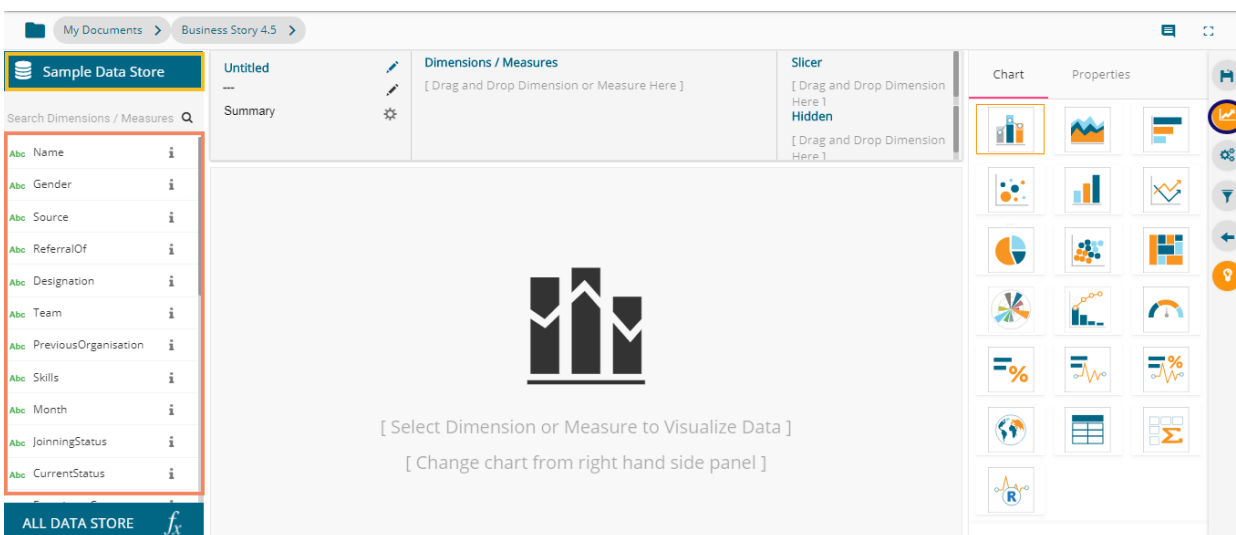 My Documents
Business Story 4.5
Sample Data Store
Search Dimensions / Measures
Abc Name
Abc Gender
Abc Source
Abc ReferralOf
Abc Designation
Abc Team
Abc PreviousOrganisation
Abc Skills
Abc Month
Abc JoinningStatus
Abc CurrentStatus
ALL DATA STORE
fx
Untitled
---
Summary
Dimensions / Measures
[ Drag and Drop Dimension or Measure Here ]
Slicer
[ Drag and Drop Dimension
Here ]
Hidden
[ Drag and Drop Dimension
Here ]
[ Select Dimension or Measure to Visualize Data ]
[ Change chart from right hand side panel ]
Chart
Properties
%
%
Σ
R